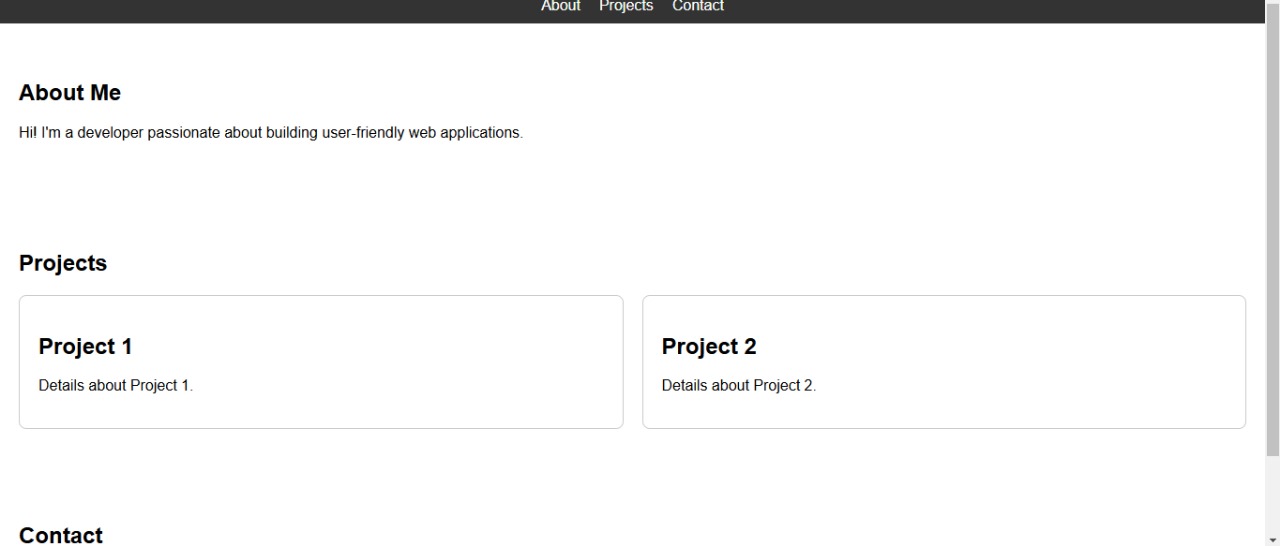 About Projects Contact
About Me
Hi! I'm a developer passionate about building user-friendly web applications.
Projects
Project 1
Details about Project 1.
Project 2
Details about Project 2.
Contact